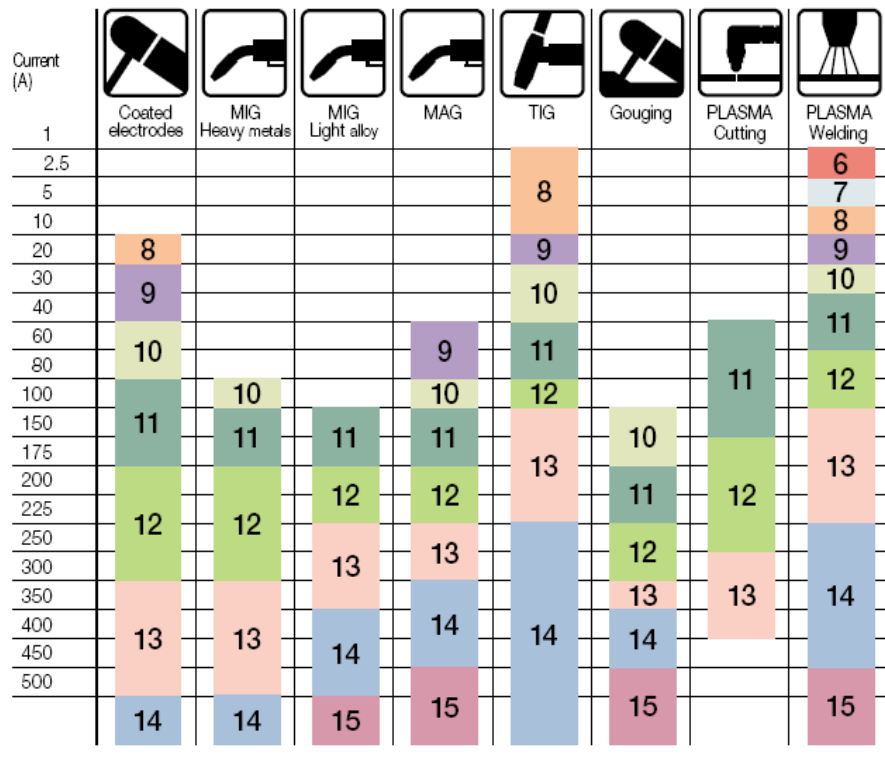 Current
(A)
Coated MIG MIG MAG TIG Gouging PLASMA PLASMA
electrodes Heavy metals Light alloy Cutting Welding
1
2.5 6
5 8 7
10 8
20 8 9 9
30 10
9 10
40
11
60
10 9 11
80
11 12
100 10 10 12
150 11
11 11 11 10
175
13 13
200
12 12 11 12
225
12 12
250
13 12
300 13
350 13 13 14
400 14
13 13 14 14
450 14
500
15 15 15
14 14 15